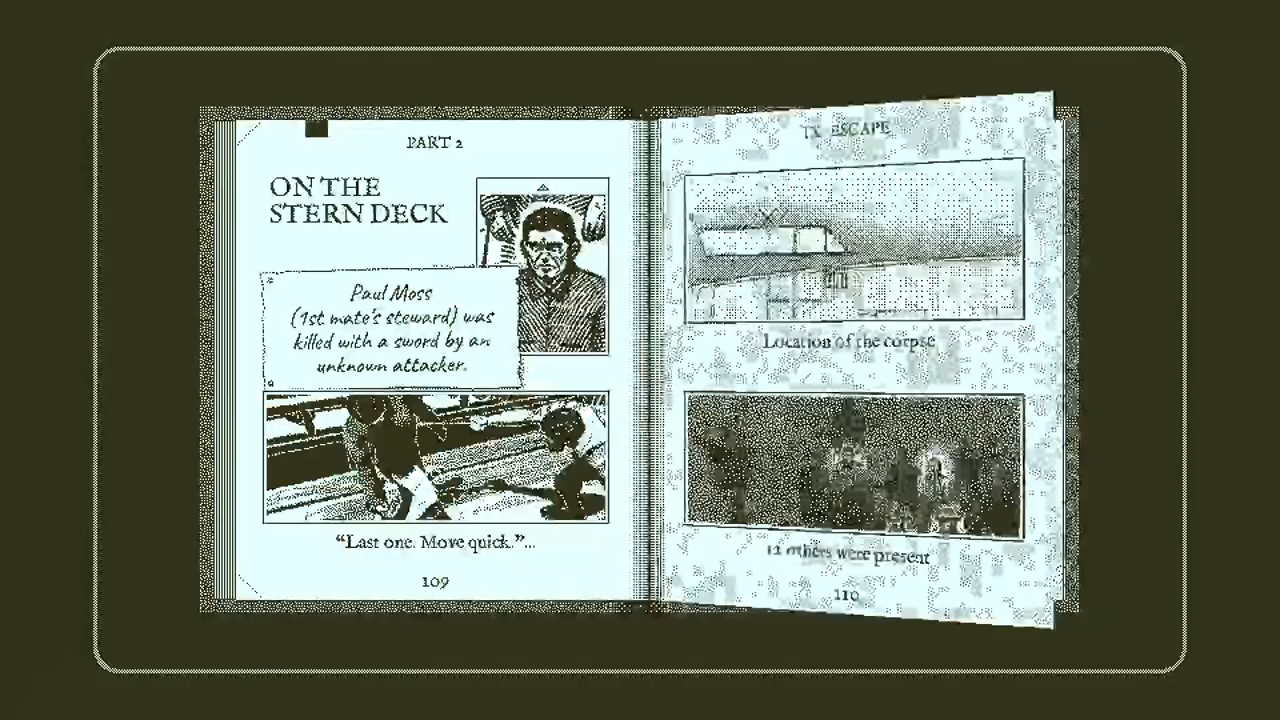 PART 2
ON THE
STERN DECK
Paul Moss
(1st mate's steward) was
killed with a sword by an
unknown attacker.
“Last one. Move quick.”...
109
IX. ESCAPE
Location of the corpse
12 others were present
110